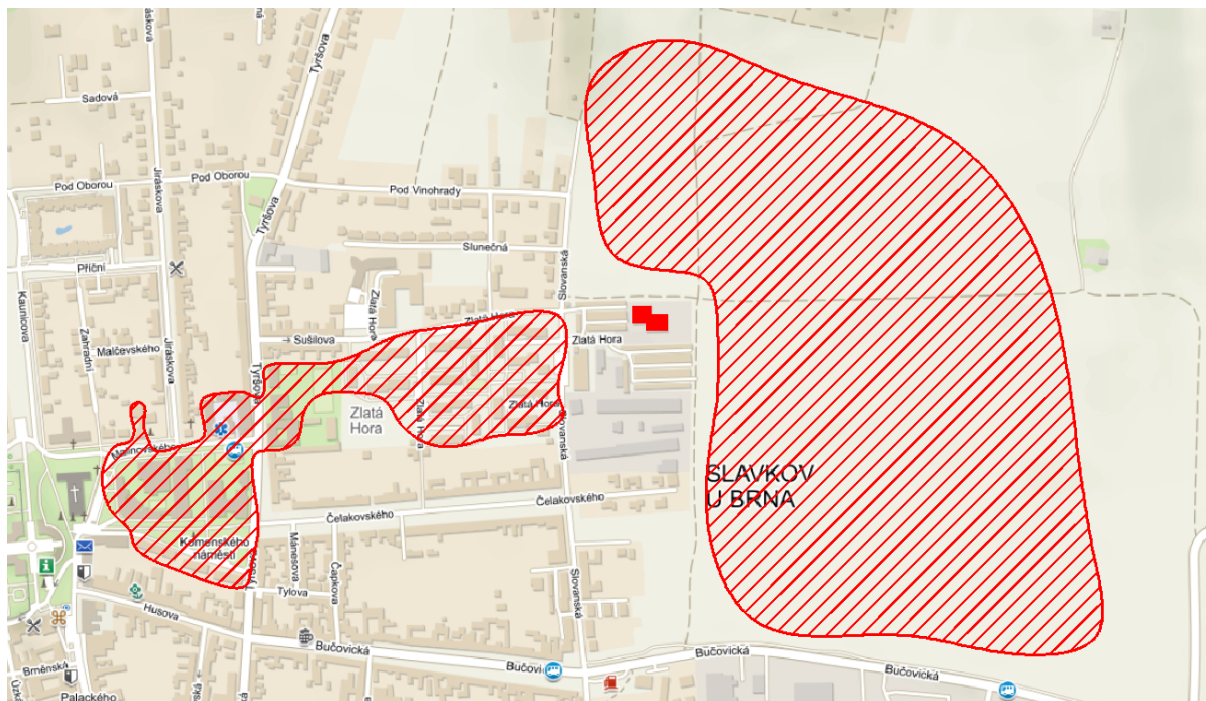 Tyršova
Sadová
Pod Oborou
Pod Oborou
Jiráskova
Pod Vinohrady
Tyršova
Slunečná
Příční
Slovanská
Kaunicova
Zlatá Hora
Zlatá Hora
Sušilova
Zlatá Hora
Zahradní
Malčevského
Jiráskova
Tyršova
Zlatá Hora
Zlatá
Hora
Zlatá Hora
Slovanská
Malinovského
SLAVKOV
U BRNA
Čelakovského
Čelakovského
Komenského
náměstí
Mánesova
Čapkova
Slovanská
Tylova
Husova
Bučovická
Bučovická
Brněnská
Bučovická
Palackého